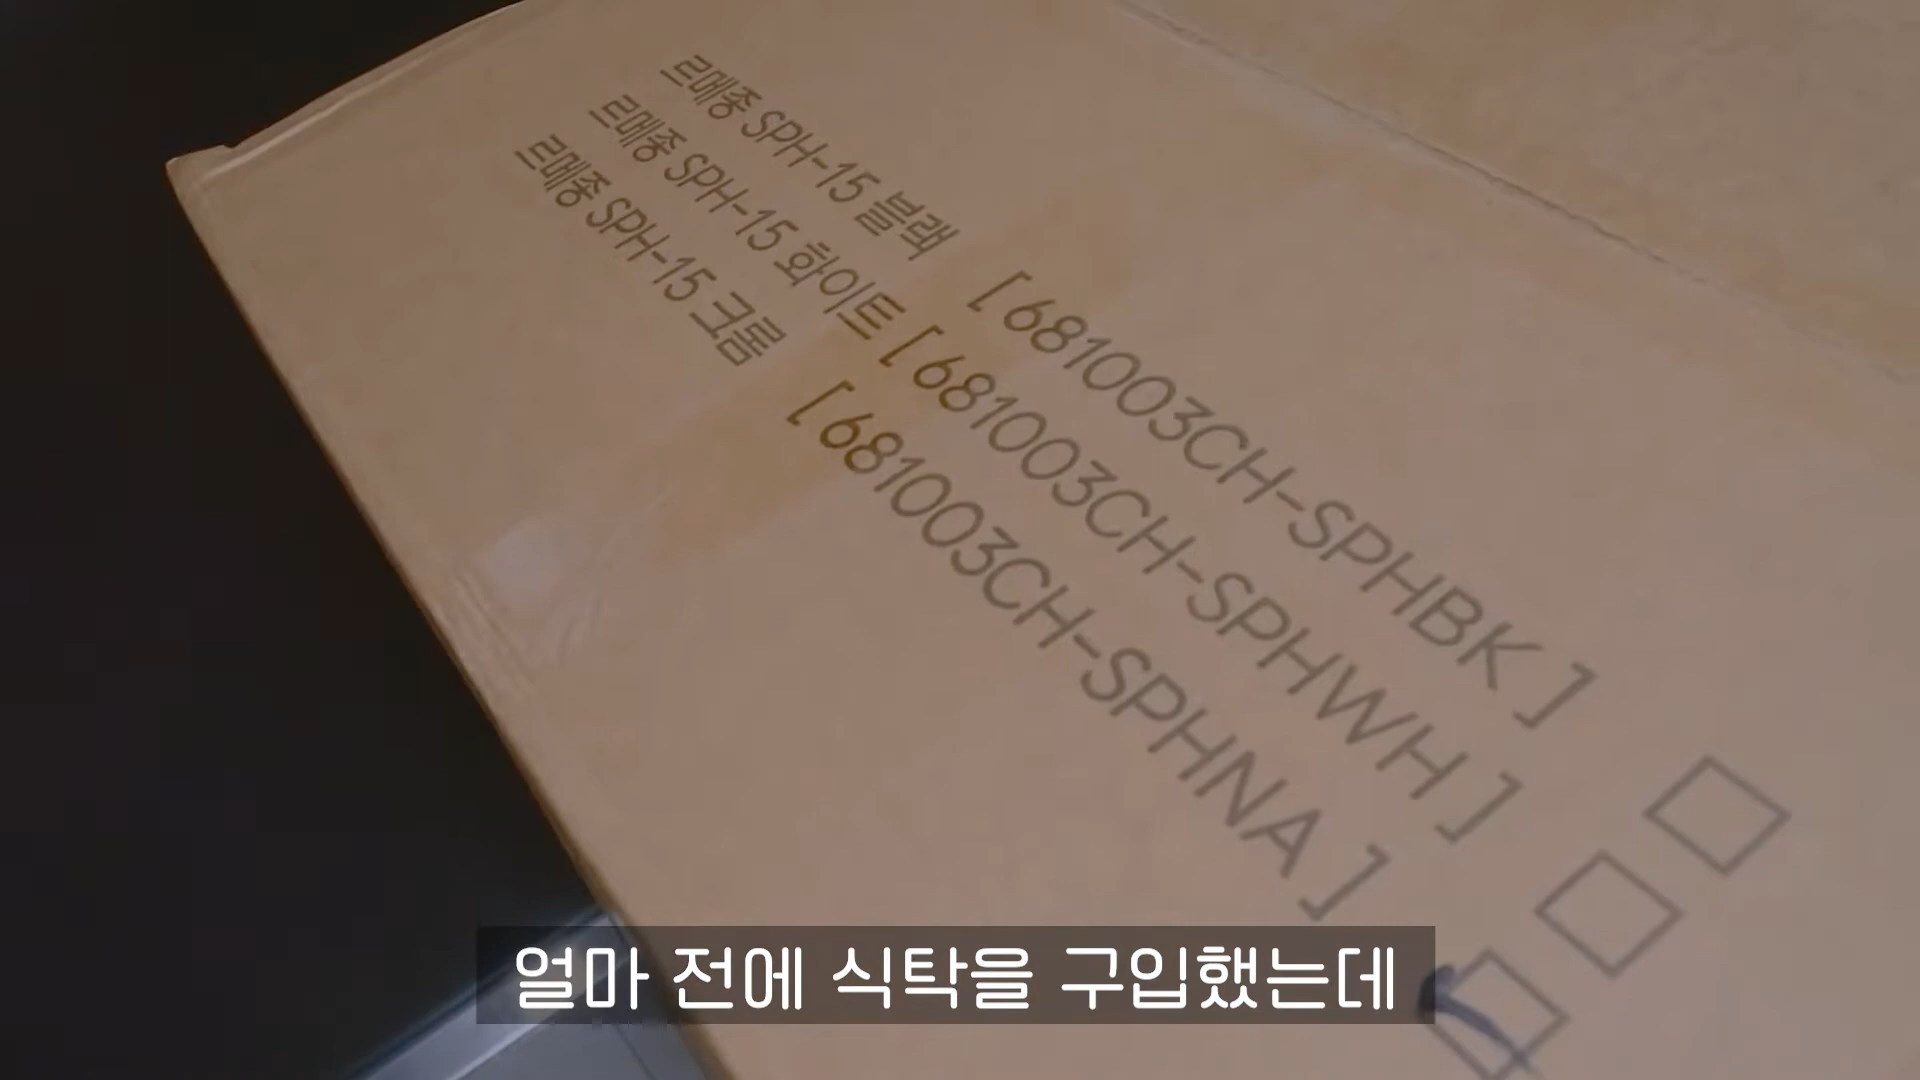 르메종 SPH-15 블랙 [681003CH-SPHBK] □
르메종 SPH-15 화이트 [681003CH-SPHWH] □
르메종 SPH-15 크롬 [681003CH-SPHNA] □
얼마 전에 식탁을 구입했는데